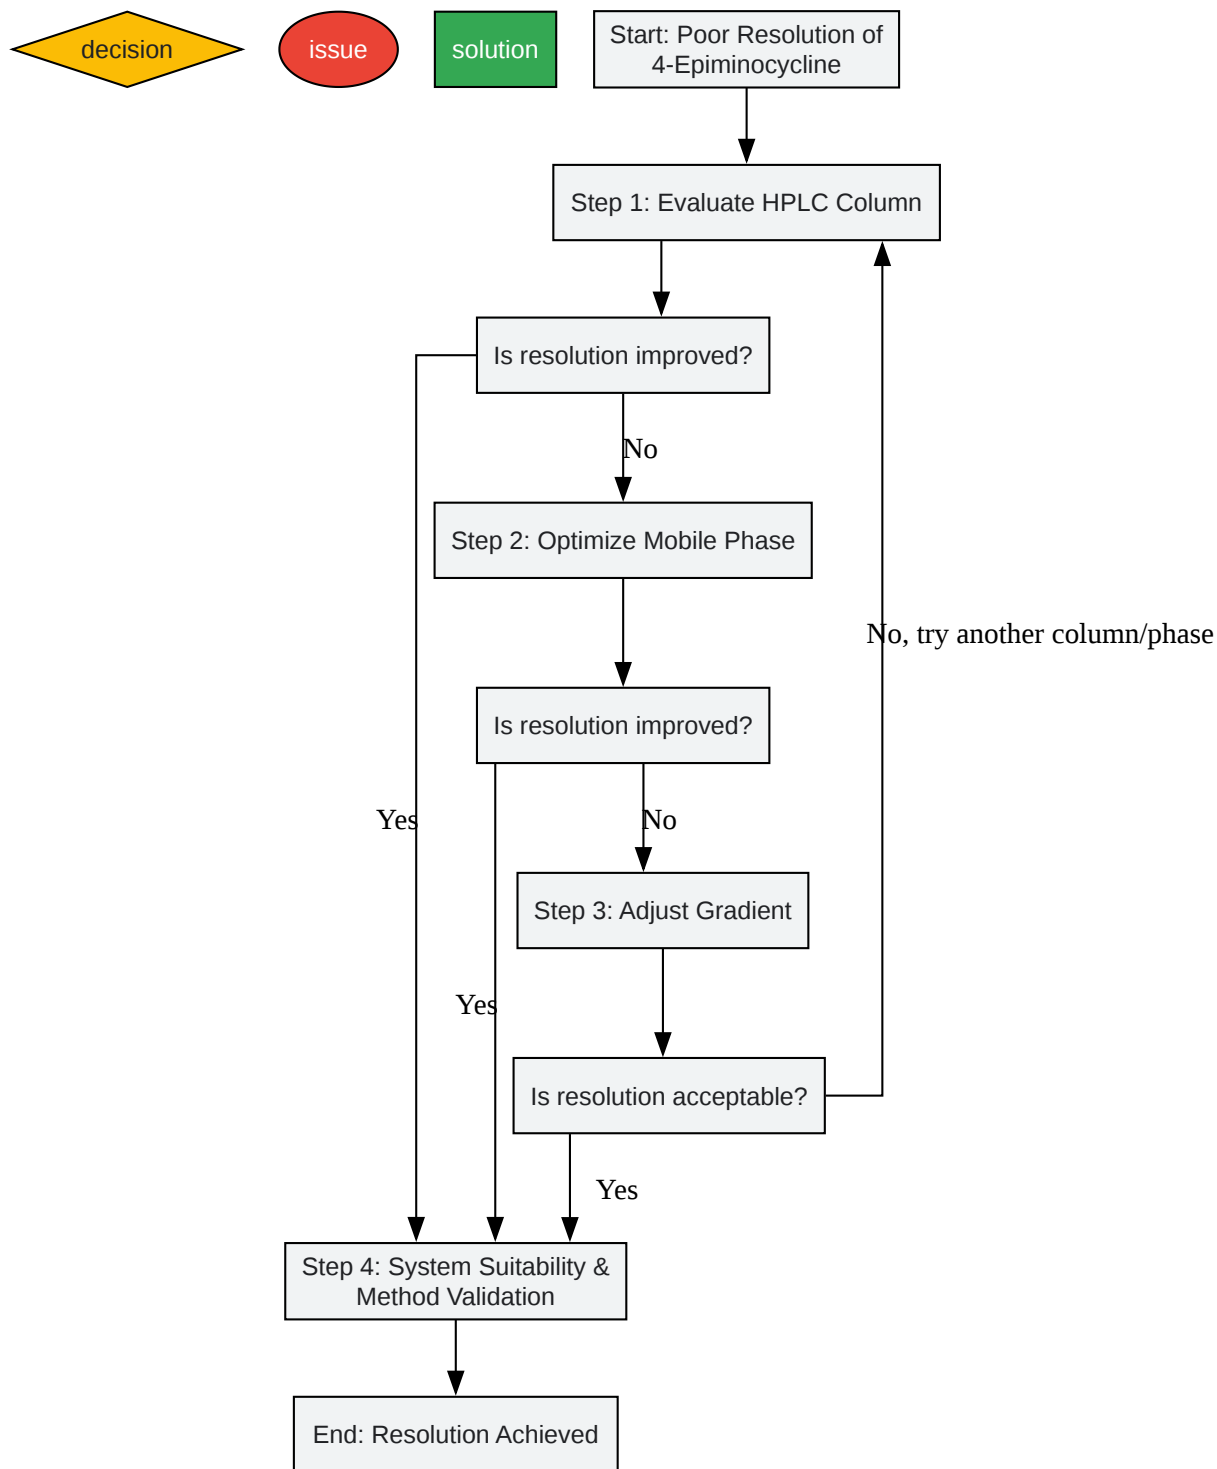 decision
issue
solution
Start: Poor Resolution of
4-Epiminocycline
Step 1: Evaluate HPLC Column
Is resolution improved?
No
Step 2: Optimize Mobile Phase
No, try another column/phase
Is resolution improved?
Yes
No
Step 3: Adjust Gradient
Yes
Is resolution acceptable?
Yes
Step 4: System Suitability &
Method Validation
End: Resolution Achieved